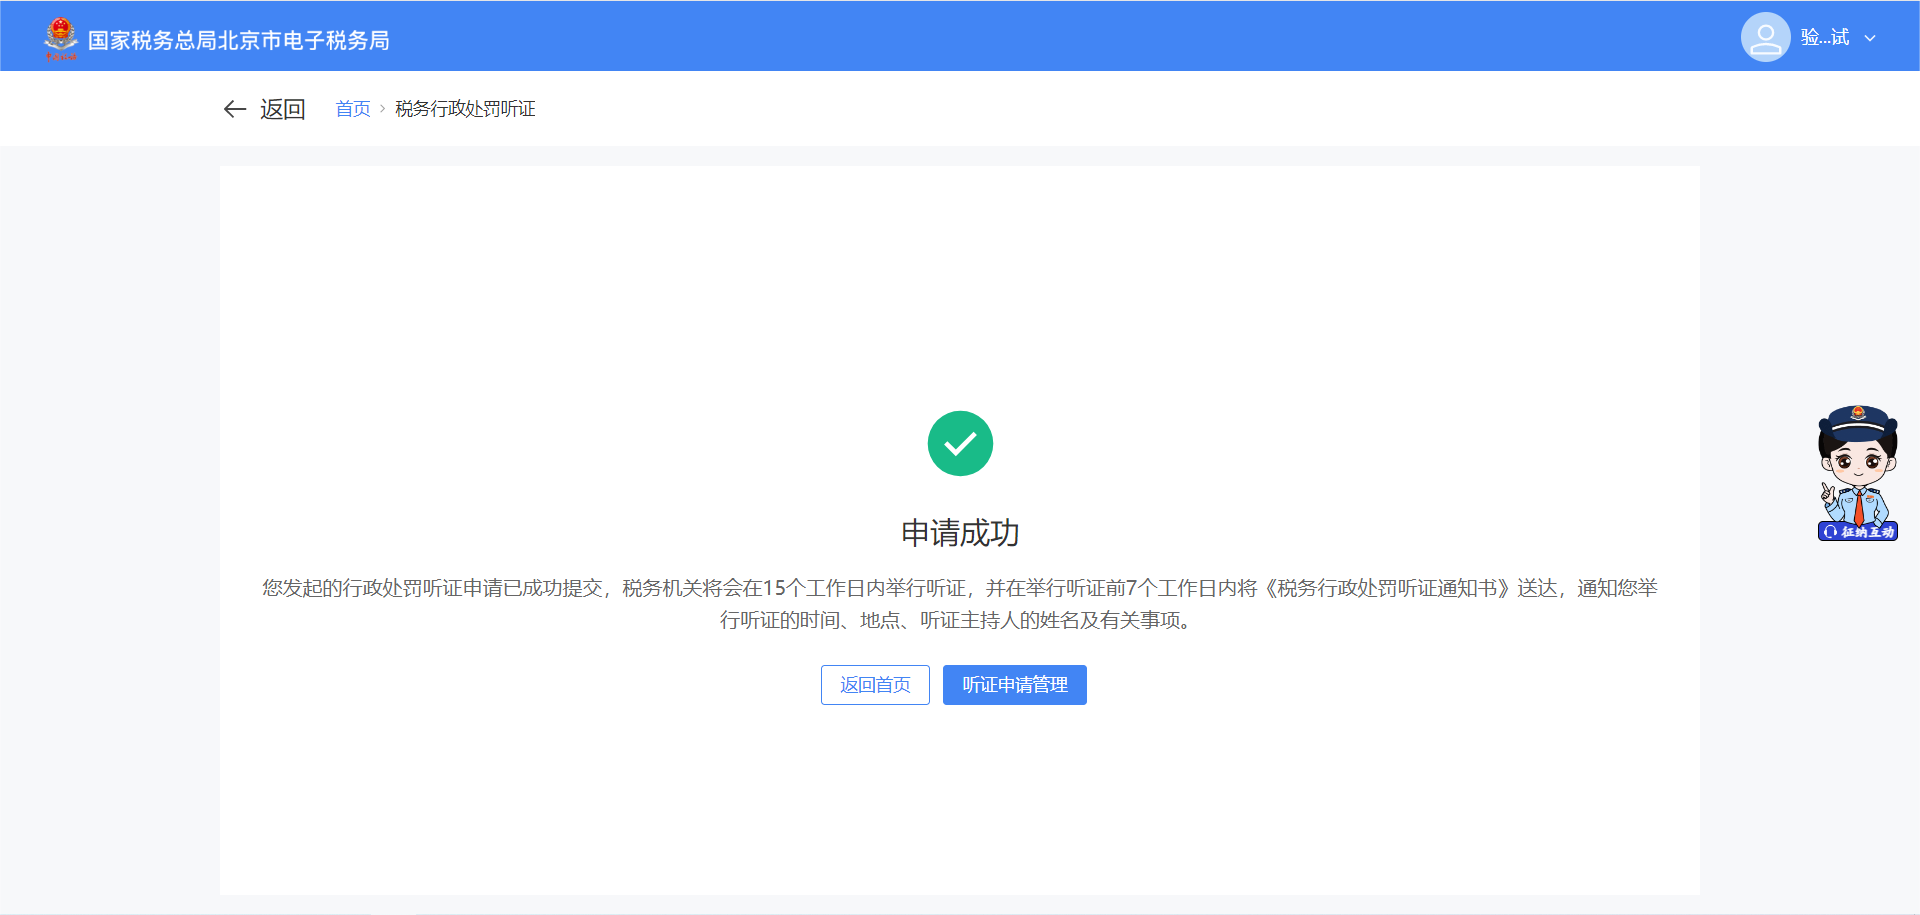 国家税务总局北京市电子税务局
验...试
返回
首页 > 税务行政处罚听证
申请成功
您发起的行政处罚听证申请已成功提交，税务机关将会在15个工作日内举行听证，并在举行听证前7个工作日内将《税务行政处罚听证通知书》送达，通知您举
行听证的时间、地点、听证主持人的姓名及有关事项。
返回首页
听证申请管理
征纳互动